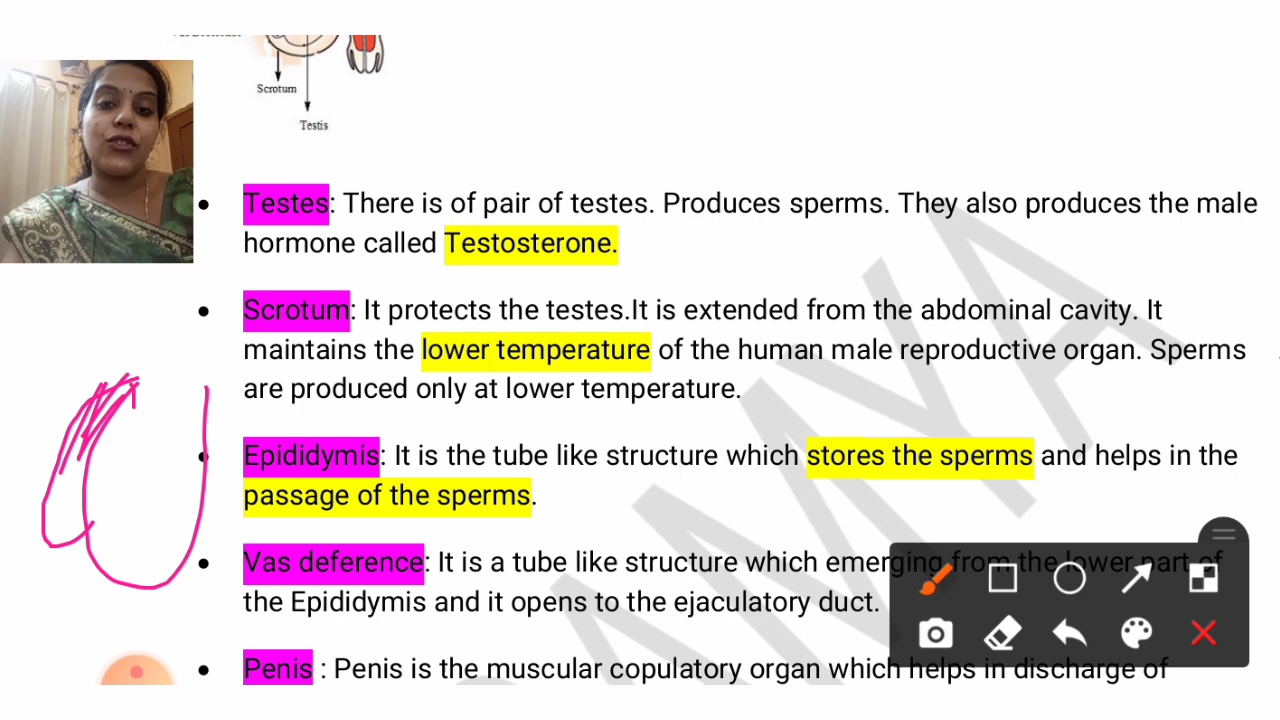 Scrotum
Testis
Testes: There is of pair of testes. Produces sperms. They also produces the male
hormone called Testosterone.
Scrotum: It protects the testes.It is extended from the abdominal cavity. It
maintains the lower temperature of the human male reproductive organ. Sperms
are produced only at lower temperature.
Epididymis: It is the tube like structure which stores the sperms and helps in the
passage of the sperms.
Vas deference: It is a tube like structure which emerging from the lower part of
the Epididymis and it opens to the ejaculatory duct.
Penis : Penis is the muscular copulatory organ which helps in discharge of